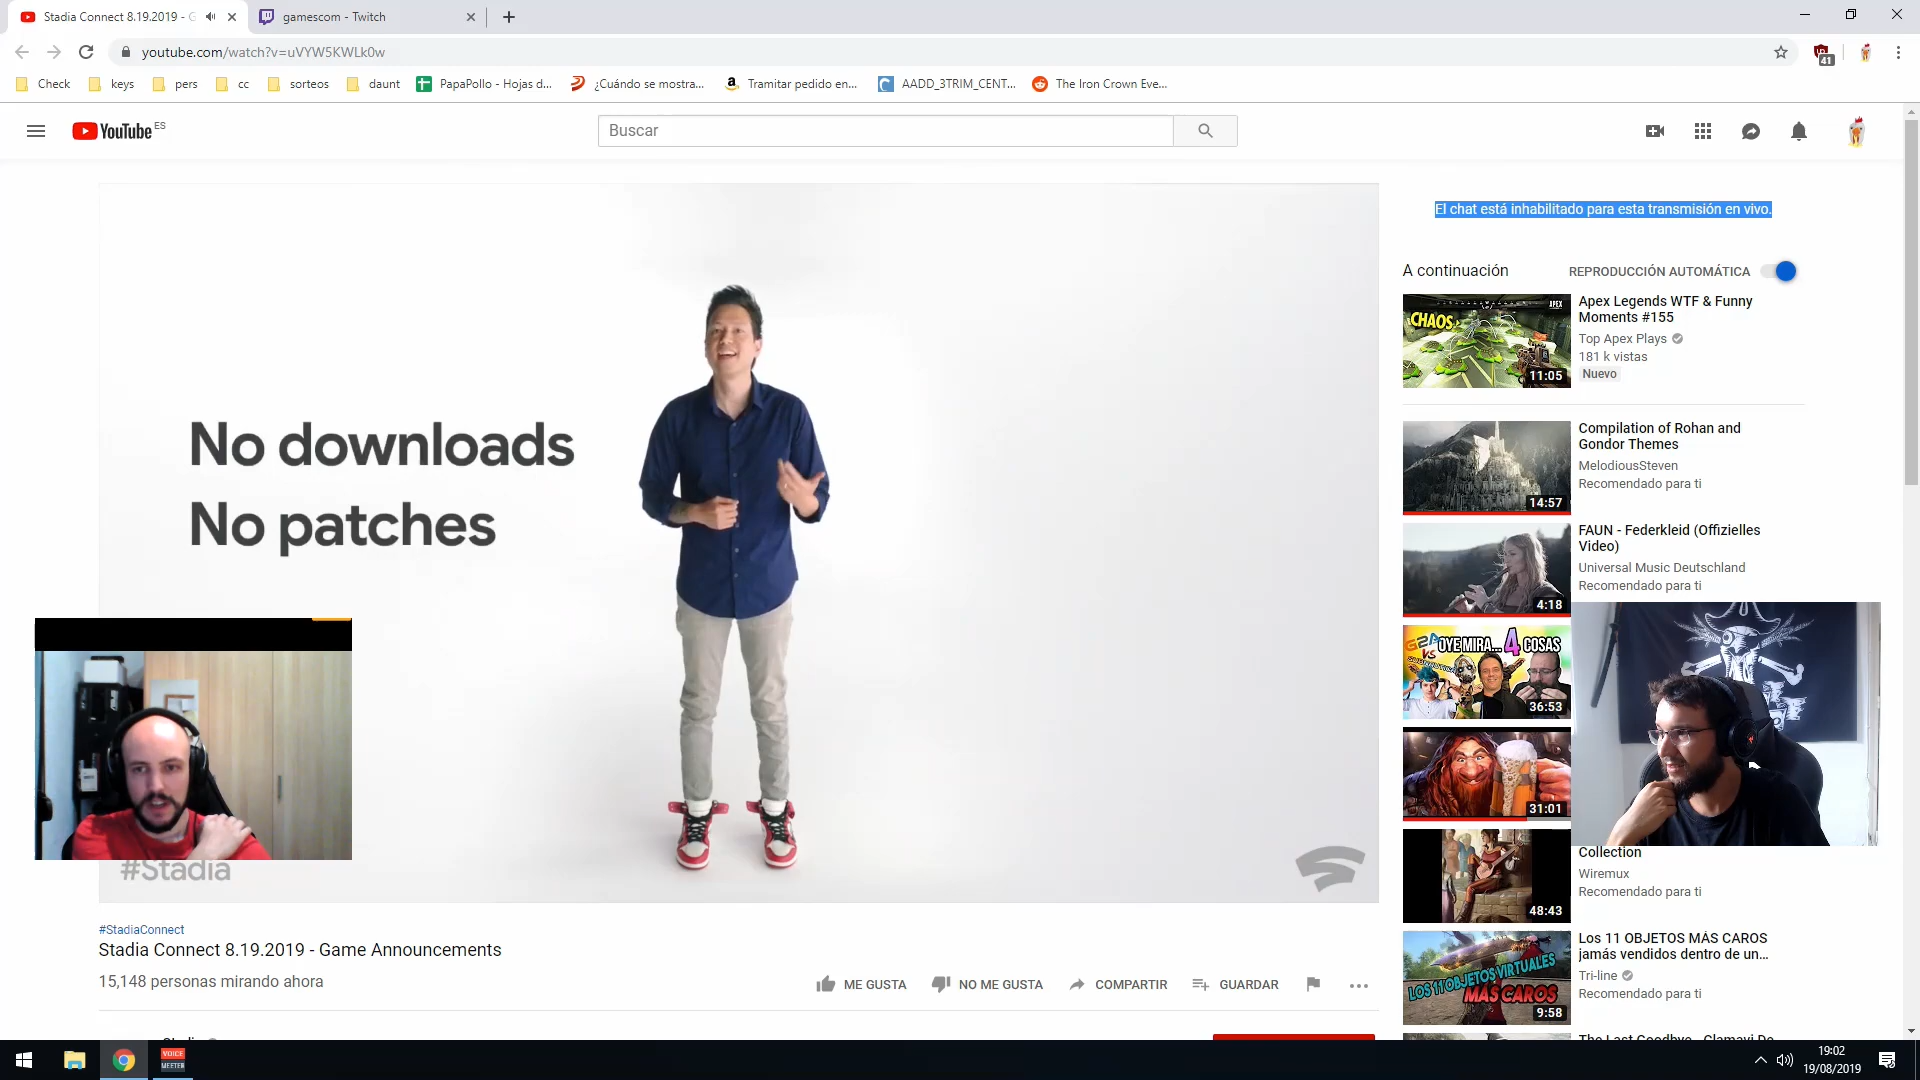 Stadia Connect 8.19.2019 - G
gamescom - Twitch
youtube.com/watch?v=uVYW5KWLk0w
41
Check
keys
pers
cc
sorteos
daunt
PapaPollo - Hojas d...
¿Cuándo se mostra...
Tramitar pedido en...
AADD_3TRIM_CENT...
The Iron Crown Eve...
YouTube ES
Buscar
El chat está inhabilitado para esta transmisión en vivo.
A continuación
REPRODUCCIÓN AUTOMÁTICA
CHAOS
APEX
11:05
Apex Legends WTF & Funny
Moments #155
Top Apex Plays
181 k vistas
Nuevo
No downloads
No patches
14:57
Compilation of Rohan and
Gondor Themes
MelodiousSteven
Recomendado para ti
4:18
FAUN - Federkleid (Offizielles
Video)
Universal Music Deutschland
Recomendado para ti
G2A
VS
OYE MIRA... 4 COSAS
36:53
31:01
48:43
Collection
Wiremux
Recomendado para ti
#Stadia
LOS 11 OBJETOS VIRTUALES
MÁS CAROS
9:58
Los 11 OBJETOS MÁS CAROS
jamás vendidos dentro de un...
Tri-line
Recomendado para ti
#StadiaConnect
Stadia Connect 8.19.2019 - Game Announcements
15,148 personas mirando ahora
ME GUSTA
NO ME GUSTA
COMPARTIR
GUARDAR
VOICE
MEETER
19:02
19/08/2019